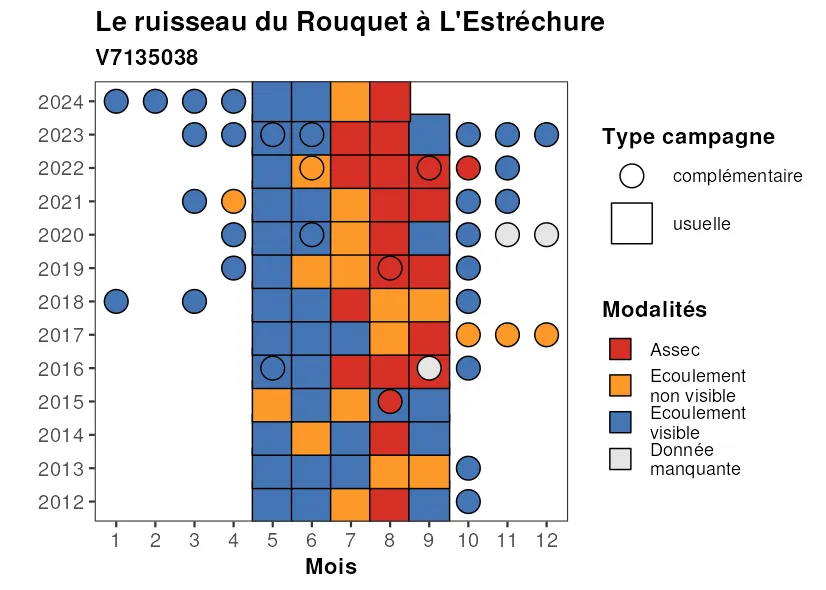 Le ruisseau du Rouquet à L'Estréchure
V7135038
2024
2023
2022
2021
2020
2019
2018
2017
2016
2015
2014
2013
2012
1 2 3 4 5 6 7 8 9 10 11 12
Mois
Type campagne
complémentaire
usuelle
Modalités
Assec
Ecoulement
non visible
Ecoulement
visible
Donnée
manquante